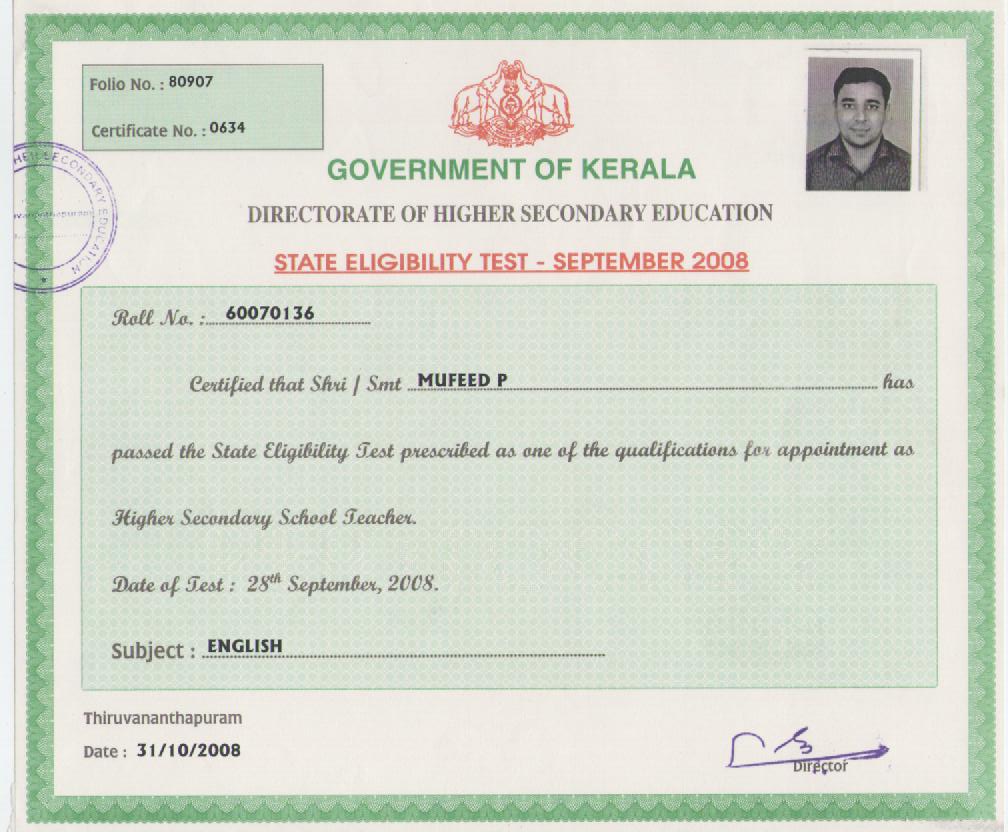 Folio No. : 80907
Certificate No. : 0634
GOVERNMENT OF KERALA
DIRECTORATE OF HIGHER SECONDARY EDUCATION
STATE ELIGIBILITY TEST - SEPTEMBER 2008
HER SECONDARY EDUCATION
Roll No. : 60070136
Certified that Shri / Smt MUFEED P has
passed the State Eligibility Test prescribed as one of the qualifications for appointment as
Higher Secondary School Teacher.
Date of Test : 28th September, 2008.
Subject : ENGLISH
Thiruvananthapuram
Date : 31/10/2008
Director